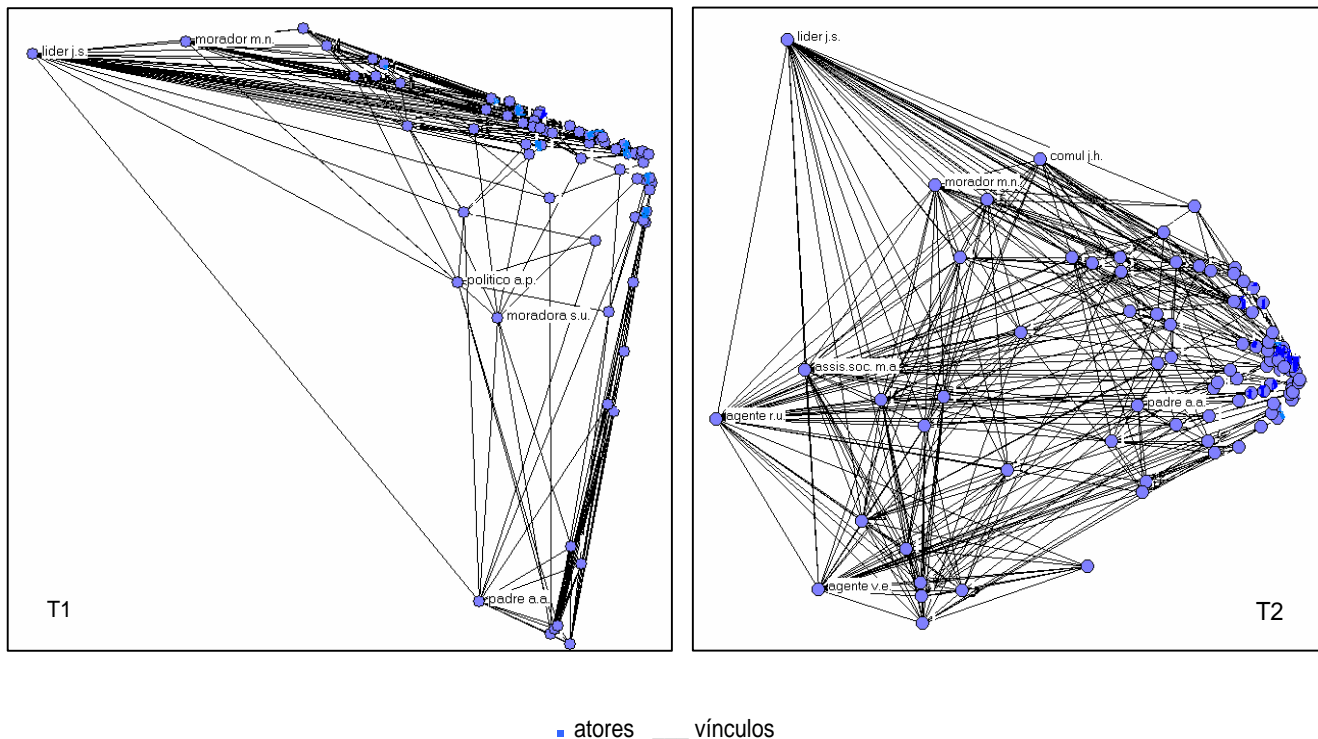 lider j.s.
morador m.n.
politico a.p.
moradora s.u.
padre a.a.
T1
lider j.s.
comul j.h.
morador m.n.
assis.soc. m.a
padre a.a.
agente r.u.
agente v.e.
T2
atores vínculos